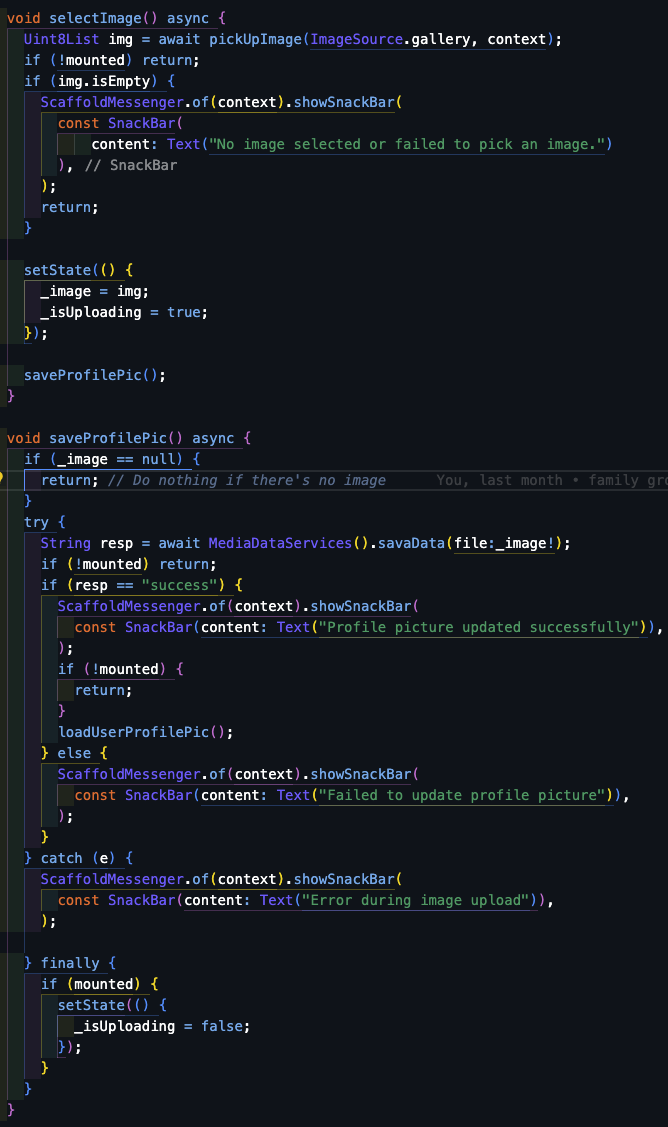 void selectImage() async {
Uint8List img = await pickUpImage(ImageSource.gallery, context);
if (!mounted) return;
if (img.isEmpty) {
ScaffoldMessenger.of(context).showSnackBar(
const SnackBar(
content: Text("No image selected or failed to pick an image.")
), // SnackBar
);
return;
}
setState(() {
_image = img;
_isUploading = true;
});
saveProfilePic();
}
void saveProfilePic() async {
if (_image == null) {
return; // Do nothing if there's no image You, last month • family gro
}
try {
String resp = await MediaDataServices().savaData(file:_image!);
if (!mounted) return;
if (resp == "success") {
ScaffoldMessenger.of(context).showSnackBar(
const SnackBar(content: Text("Profile picture updated successfully")),
);
if (!mounted) {
return;
}
loadUserProfilePic();
} else {
ScaffoldMessenger.of(context).showSnackBar(
const SnackBar(content: Text("Failed to update profile picture")),
);
}
} catch (e) {
ScaffoldMessenger.of(context).showSnackBar(
const SnackBar(content: Text("Error during image upload")),
);
} finally {
if (mounted) {
setState(() {
_isUploading = false;
});
}
}
}